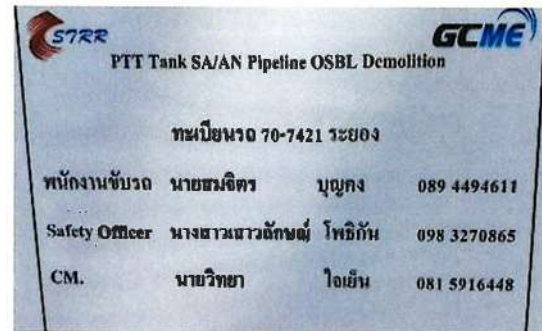 STRR GCME
PTT Tank SA/AN Pipeline OSBL Demolition
ทะเบียนรถ 70-7421 ระยอง
พนักงานขับรถ นายสมจิตร บุญคง 089 4494611
Safety Officer นางสาวเสาวลักษณ์ โพธิกัน 098 3270865
CM. นายวิทยา ใจเย็น 081 5916448